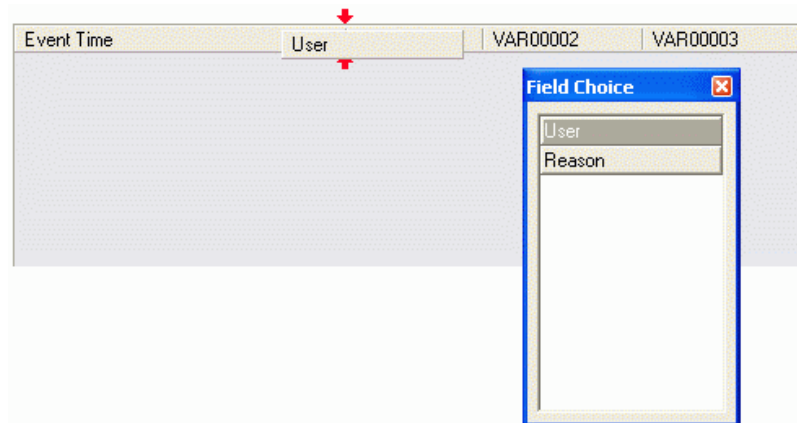 Event Time User VAR00002 VAR00003
Field Choice
User
Reason